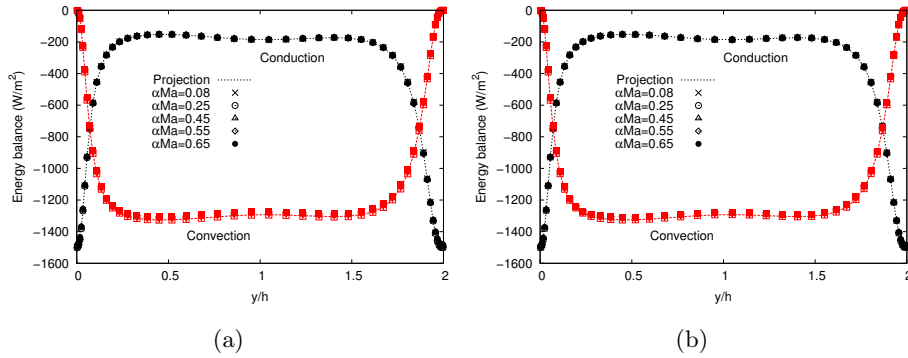 0
−200
−400
−600
−800
−1000
−1200
−1400
−1600
0 0.5 1 1.5 2
Energy balance (W/m²)
y/h
Conduction
Convection
Projection
αMa=0.08
αMa=0.25
αMa=0.45
αMa=0.55
αMa=0.65
(a)
0
−200
−400
−600
−800
−1000
−1200
−1400
−1600
0 0.5 1 1.5 2
Energy balance (W/m²)
y/h
Conduction
Convection
Projection
αMa=0.08
αMa=0.25
αMa=0.45
αMa=0.55
αMa=0.65
(b)